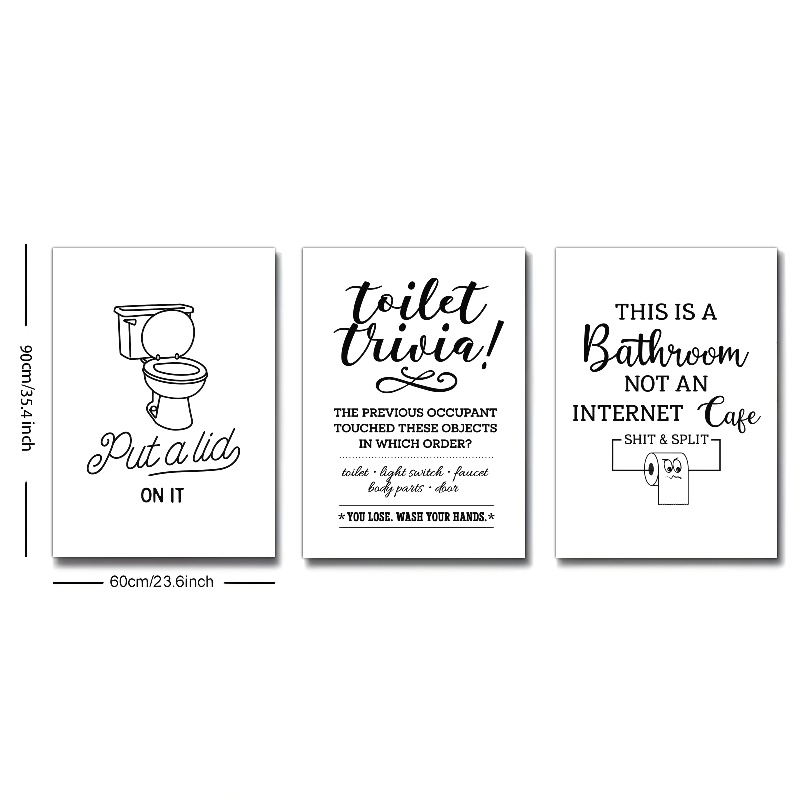 90cm/35.4 inch
60cm/23.6inch
Put a lid
ON IT
toilet
trivia!
THE PREVIOUS OCCUPANT
TOUCHED THESE OBJECTS
IN WHICH ORDER?
toilet • light switch • faucet
body parts • door
*YOU LOSE. WASH YOUR HANDS.*
THIS IS A
Bathroom
NOT AN
INTERNET Cafe
SHIT & SPLIT